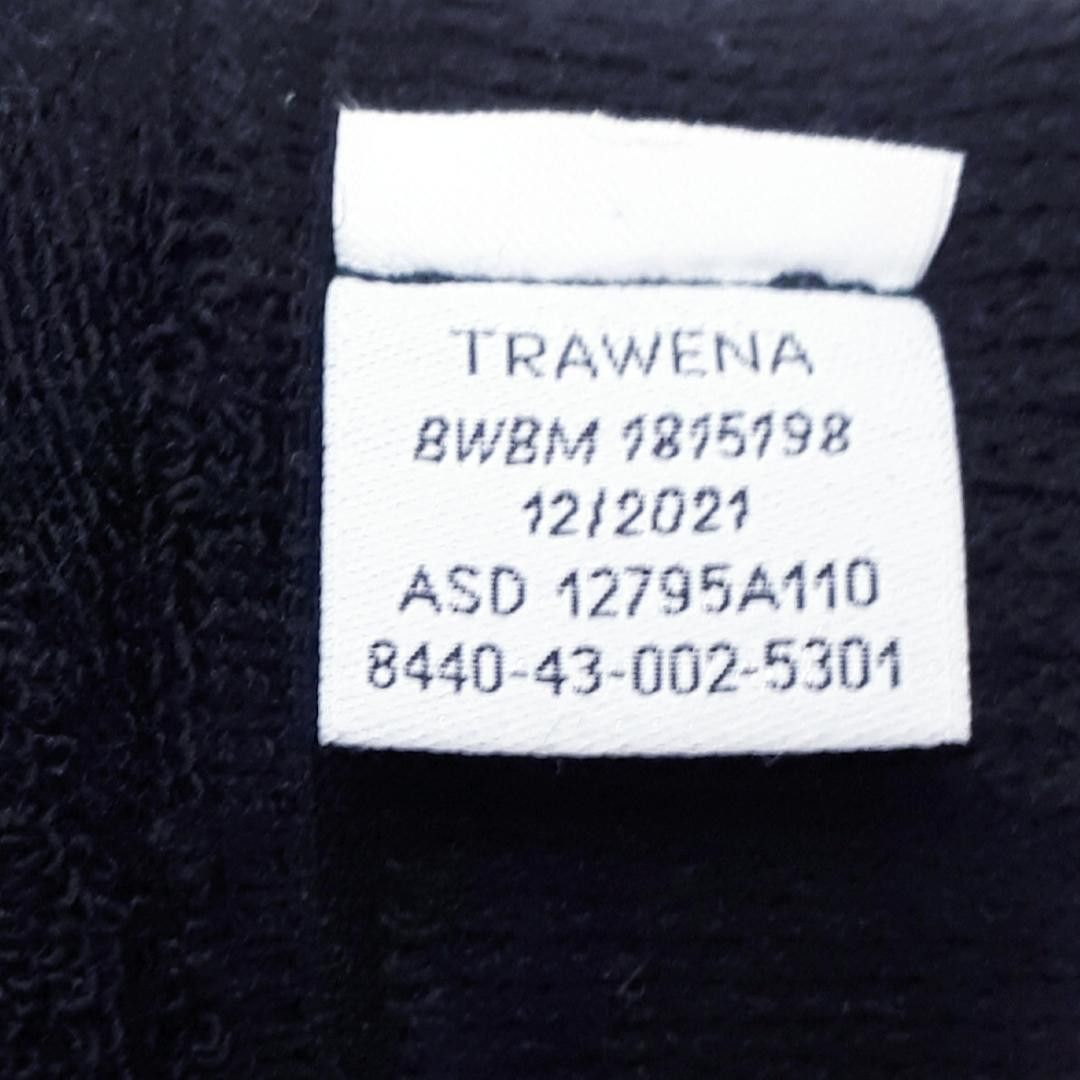 TRAWENA
BWBM 1815198
12/2021
ASD 12795A110
8440-43-002-5301